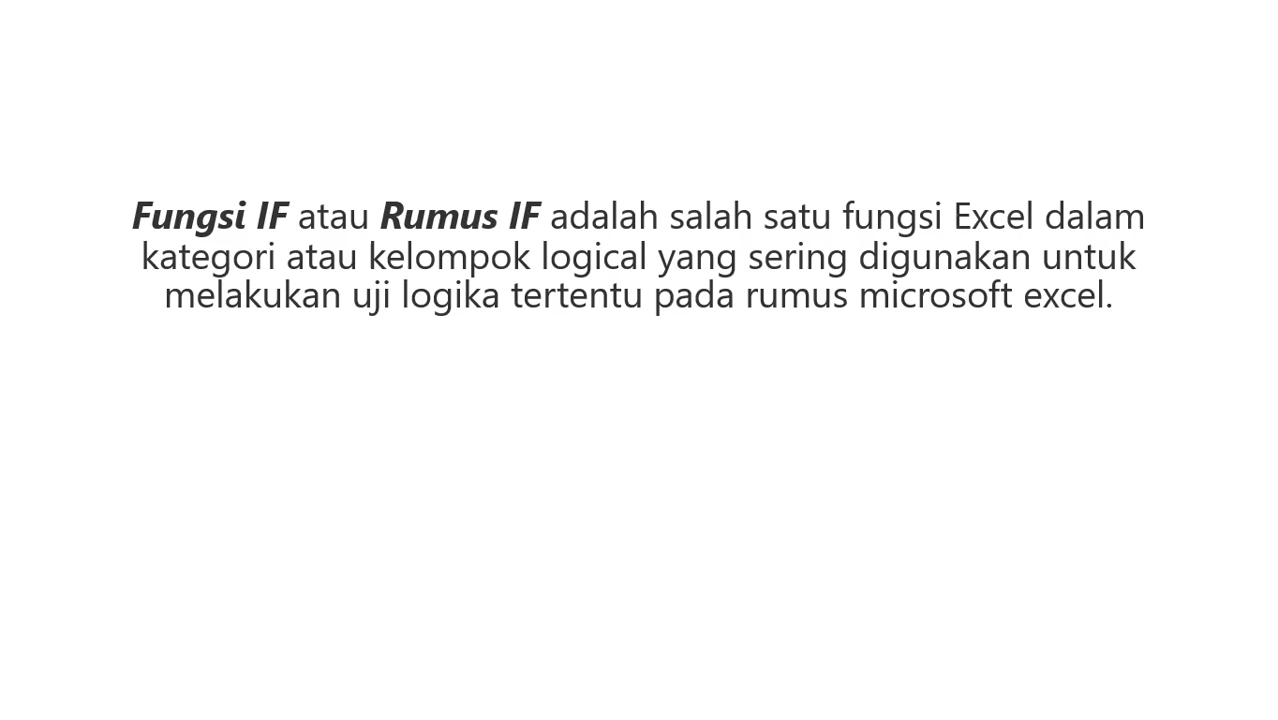 Fungsi IF atau Rumus IF adalah salah satu fungsi Excel dalam
kategori atau kelompok logical yang sering digunakan untuk
melakukan uji logika tertentu pada rumus microsoft excel.